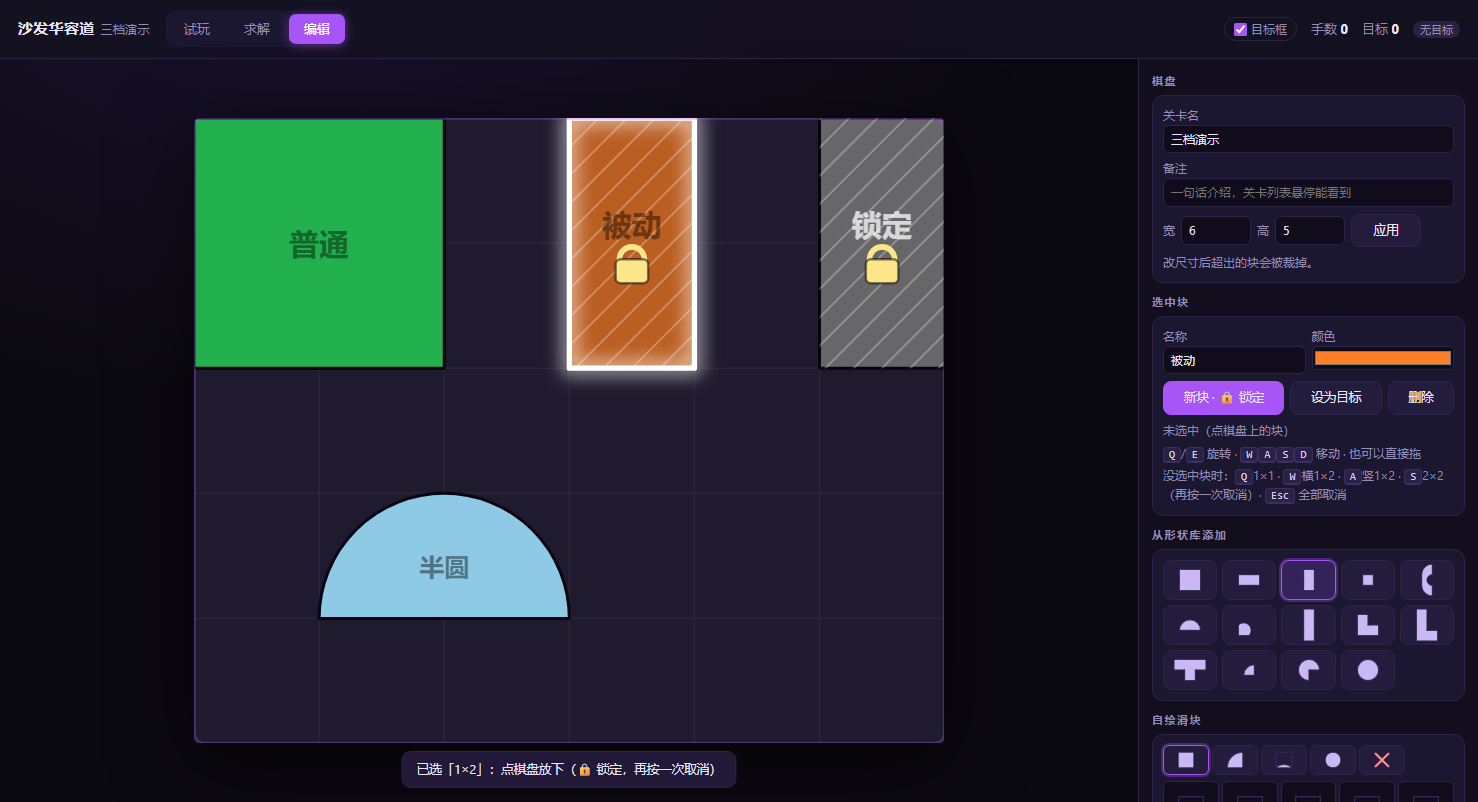 沙发华容道 三档演示 试玩 求解 编辑 目标框 手数 0 目标 0 无目标
棋盘
关卡名
三档演示
备注
一句话介绍，关卡列表悬停能看到
宽 6 高 5 应用
改尺寸后超出的块会被裁掉。
普通
被动
锁定
半圆
已选「1×2」：点棋盘放下（🔒 锁定，再按一次取消）
选中块
名称 颜色
被动
新块 · 🔒 锁定 设为目标 删除
未选中（点棋盘上的块）
Q/E 旋转 · W A S D 移动 · 也可以直接拖
没选中块时： Q 1×1 · W 横1×2 · A 竖1×2 · S 2×2
（再按一次取消）· Esc 全部取消
从形状库添加
自绘滑块